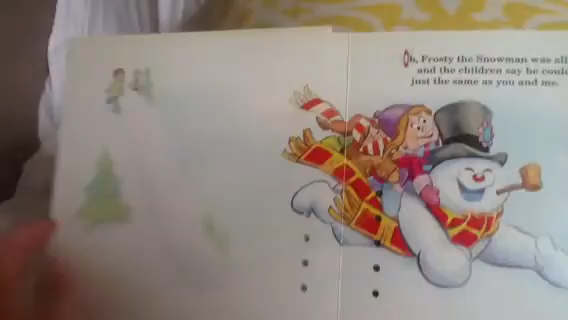 Oh, Frosty the Snowman was
and the children say he
just the same as you and me.